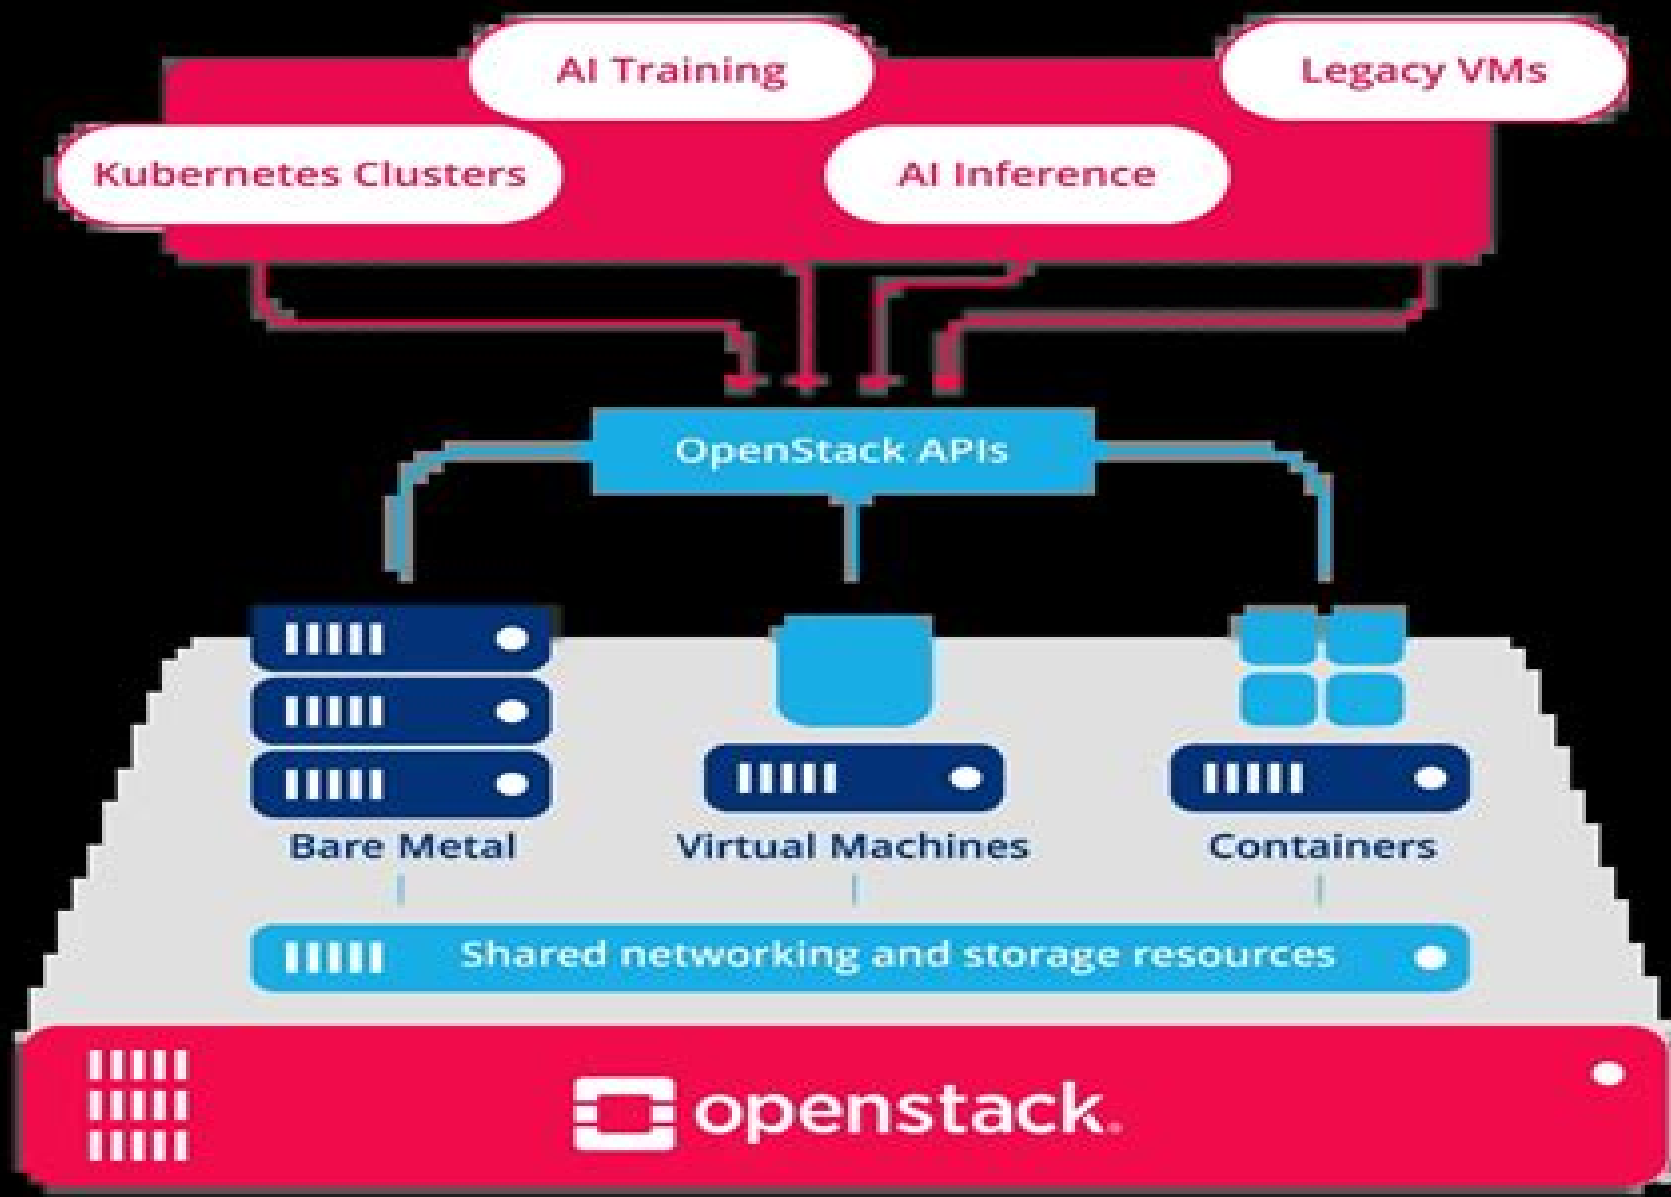 AI Training
Legacy VMs
Kubernetes Clusters
AI Inference
OpenStack APIs
Bare Metal
Virtual Machines
Containers
Shared networking and storage resources
openstack.